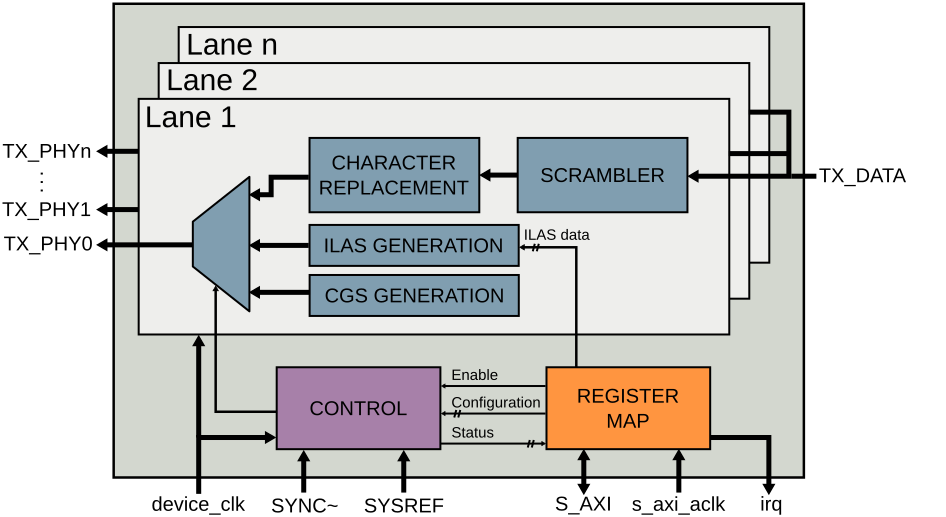 Lane n
Lane 2
Lane 1
TX_PHYn
TX_PHY1
TX_PHY0
CHARACTER
REPLACEMENT
SCRAMBLER
TX_DATA
ILAS GENERATION
ILAS data
CGS GENERATION
CONTROL
Enable
Configuration
Status
REGISTER
MAP
device_clk
SYNC~
SYSREF
S_AXI
s_axi_aclk
irq